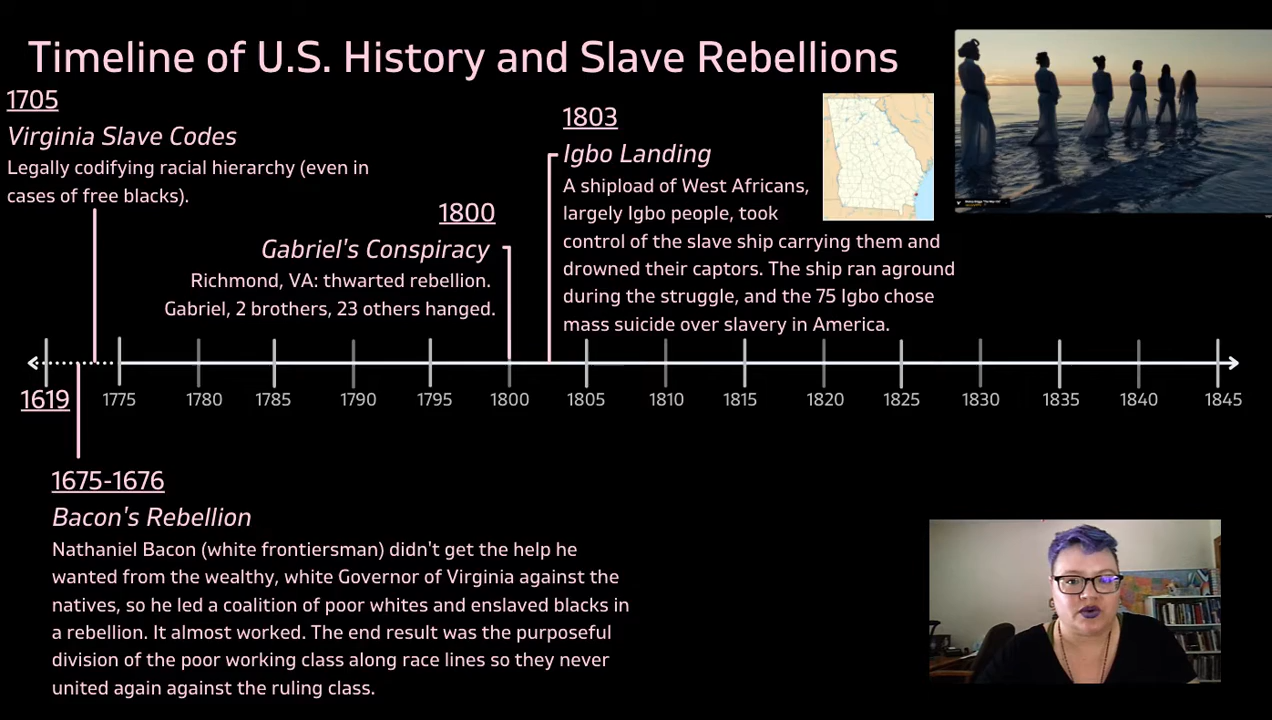 Timeline of U.S. History and Slave Rebellions
1705
Virginia Slave Codes
Legally codifying racial hierarchy (even in
cases of free blacks).
1800
Gabriel's Conspiracy
Richmond, VA: thwarted rebellion.
Gabriel, 2 brothers, 23 others hanged.
1803
Igbo Landing
A shipload of West Africans,
largely Igbo people, took
control of the slave ship carrying them and
drowned their captors. The ship ran aground
during the struggle, and the 75 Igbo chose
mass suicide over slavery in America.
1619 1775 1780 1785 1790 1795 1800 1805 1810 1815 1820 1825 1830 1835 1840 1845
1675-1676
Bacon's Rebellion
Nathaniel Bacon (white frontiersman) didn't get the help he
wanted from the wealthy, white Governor of Virginia against the
natives, so he led a coalition of poor whites and enslaved blacks in
a rebellion. It almost worked. The end result was the purposeful
division of the poor working class along race lines so they never
united again against the ruling class.